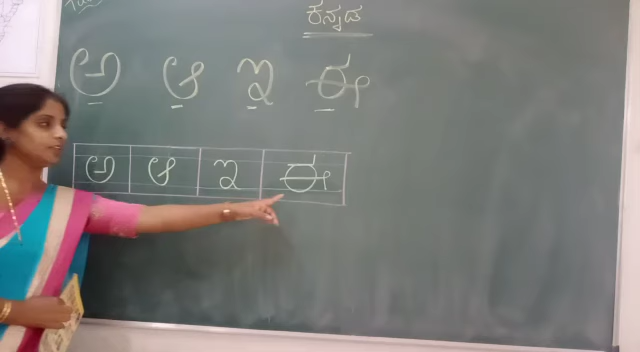 ಕನ್ನಡ
ಅ ಆ ಇ ಈ
ಅ ಆ ಇ ಈ